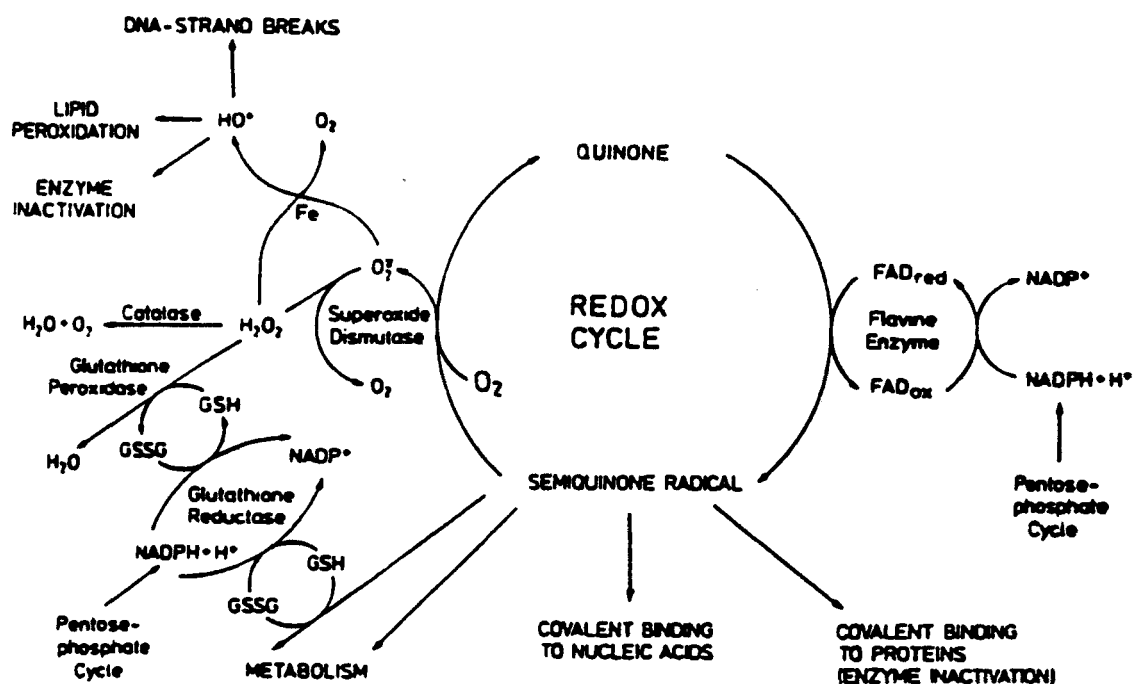 DNA-STRAND BREAKS
LIPID
PEROXIDATION
HO•
O₂
ENZYME
INACTIVATION
Fe
QUINONE
O₂⁻
H₂O₂
Catalase
H₂O + O₂
Superoxide
Dismutase
O₂
O₂
REDOX
CYCLE
FADred
Flavine
Enzyme
FADox
NADP⁺
NADPH + H⁺
Pentose-
phosphate
Cycle
Glutathione
Peroxidase
GSH
GSSG
H₂O
NADP⁺
Glutathione
Reductase
NADPH + H⁺
GSH
GSSG
Pentose-
phosphate
Cycle
METABOLISM
SEMIQUINONE RADICAL
COVALENT BINDING
TO NUCLEIC ACIDS
COVALENT BINDING
TO PROTEINS
(ENZYME INACTIVATION)